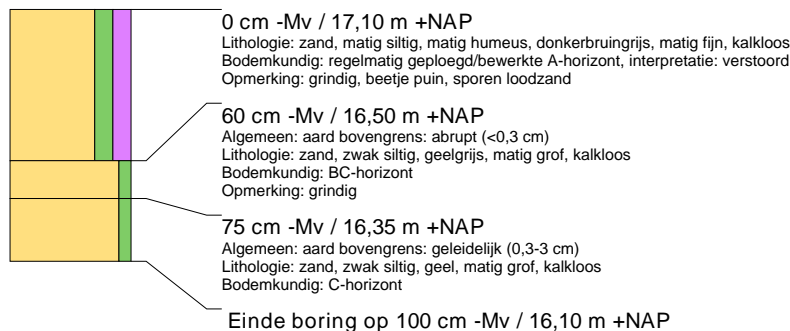 0 cm -Mv / 17,10 m +NAP
Lithologie: zand, matig siltig, matig humeus, donkerbruingrijs, matig fijn, kalkloos
Bodemkundig: regelmatig geploegd/bewerkte A-horizont, interpretatie: verstoord
Opmerking: grindig, beetje puin, sporen loodzand
60 cm -Mv / 16,50 m +NAP
Algemeen: aard bovengrens: abrupt (<0,3 cm)
Lithologie: zand, zwak siltig, geelgrijs, matig grof, kalkloos
Bodemkundig: BC-horizont
Opmerking: grindig
75 cm -Mv / 16,35 m +NAP
Algemeen: aard bovengrens: geleidelijk (0,3-3 cm)
Lithologie: zand, zwak siltig, geel, matig grof, kalkloos
Bodemkundig: C-horizont
Einde boring op 100 cm -Mv / 16,10 m +NAP